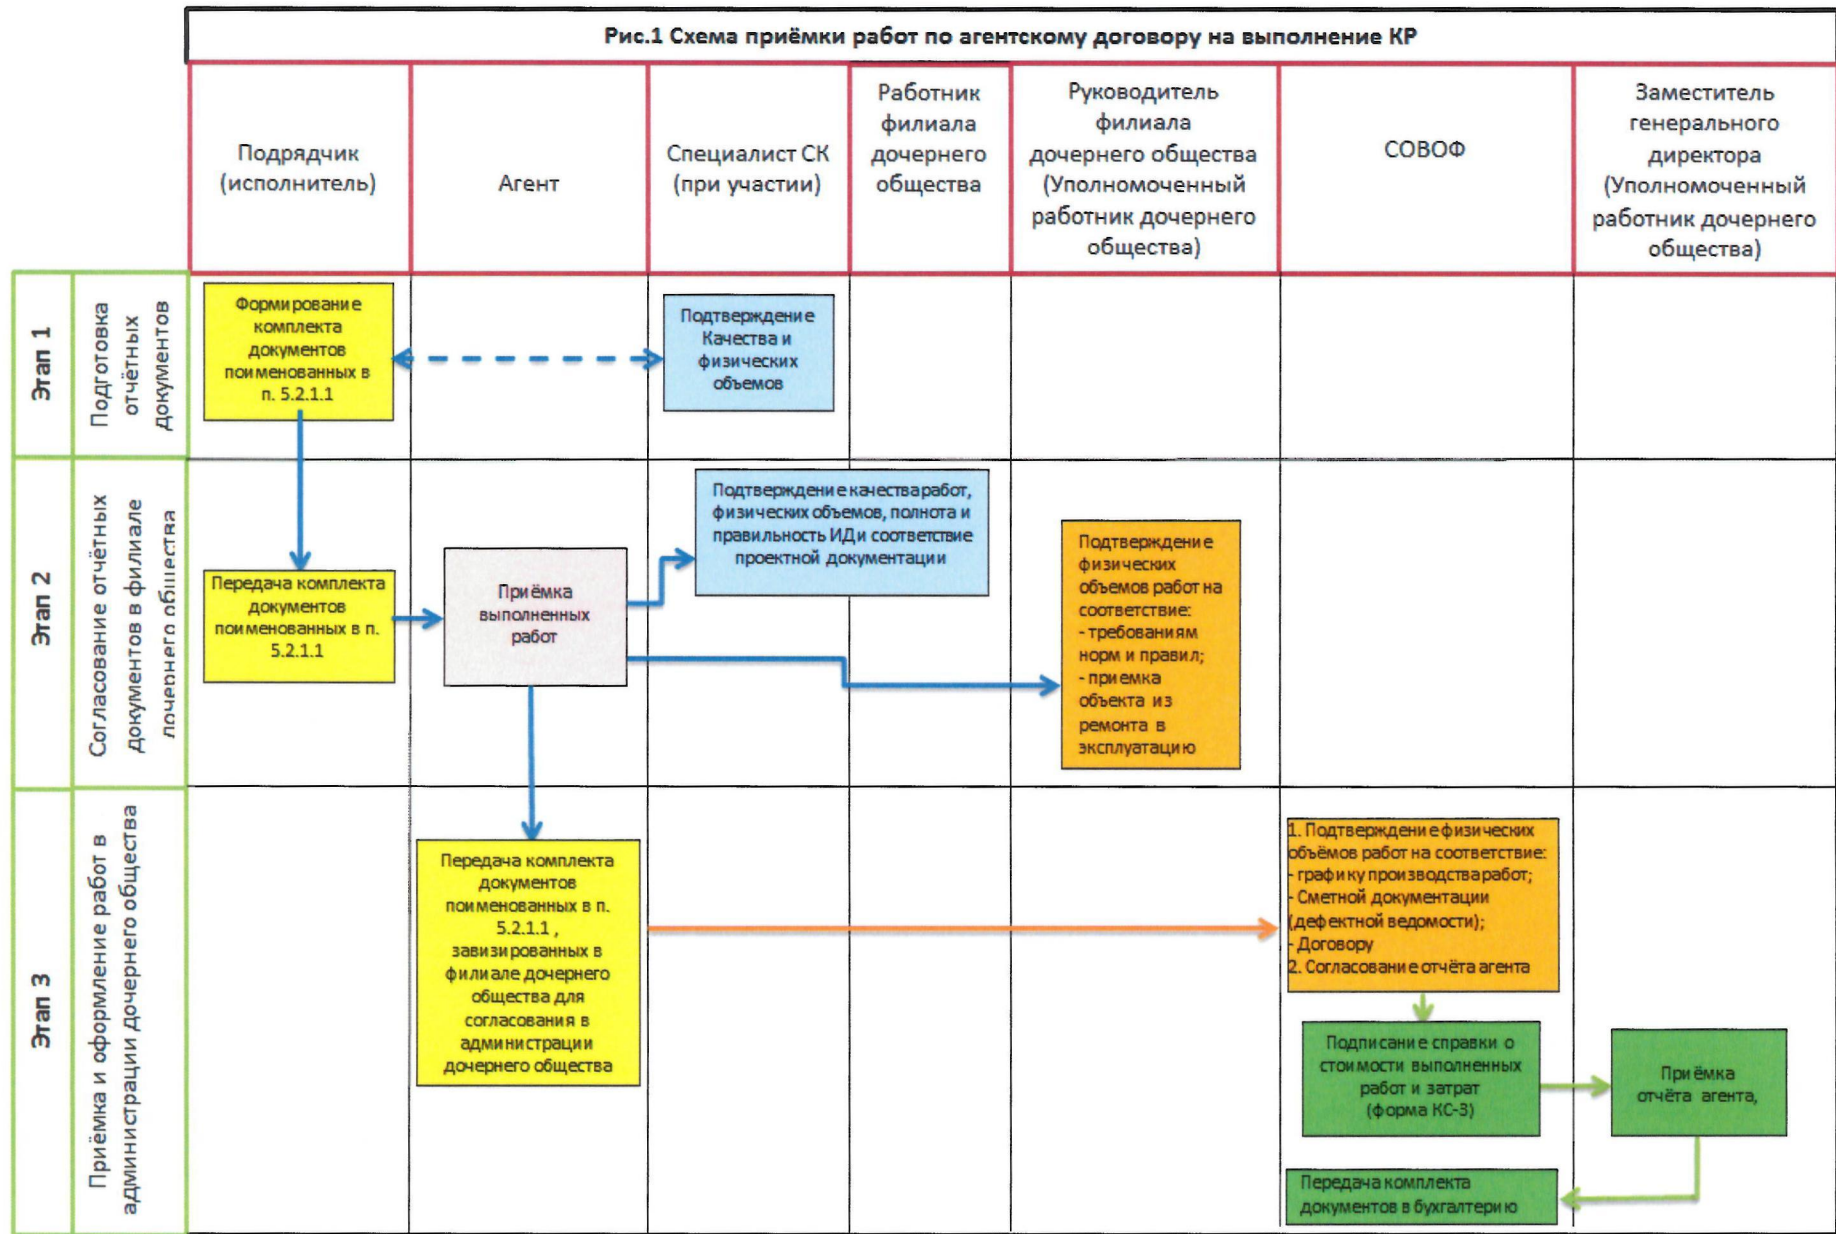 Рис.1 Схема приёмки работ по агентскому договору на выполнение КР
Подрядчик
(исполнитель)
Агент
Специалист СК
(при участии)
Работник
филиала
дочернего
общества
Руководитель
филиала
дочернего общества
(Уполномоченный
работник дочернего
общества)
СОВОФ
Заместитель
генерального
директора
(Уполномоченный
работник дочернего
общества)
Этап 1
Подготовка
отчётных
документов
Формирование
комплекта
документов
поименованных в
п. 5.2.1.1
Подтверждение
Качества и
физических
объемов
Этап 2
Согласование отчётных
документов в филиале
дочернего общества
Передача комплекта
документов
поименованных в п.
5.2.1.1
Приёмка
выполненных
работ
Подтверждение качества работ,
физических объемов, полнота и
правильность ИД и соответствие
проектной документации
Подтверждение
физических
объемов работ на
соответствие:
- требованиям
норм и правил;
- приемка
объекта из
ремонта в
эксплуатацию
Этап 3
Приёмка и оформление работ в
администрации дочернего общества
Передача комплекта
документов
поименованных в п.
5.2.1.1 ,
завизированных в
филиале дочернего
общества для
согласования в
администрации
дочернего общества
1. Подтверждение физических
объёмов работ на соответствие:
- графику производства работ;
- Сметной документации
(дефектной ведомости);
- Договору
2. Согласование отчёта агента
Подписание справки о
стоимости выполненных
работ и затрат
(форма КС-3)
Приёмка
отчёта агента,
Передача комплекта
документов в бухгалтерию